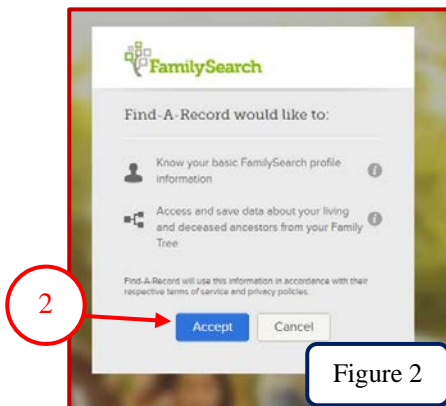 FamilySearch
Find-A-Record would like to:
Know your basic FamilySearch profile
information
Access and save data about your living
and deceased ancestors from your Family
Tree
Find-A-Record will use this information in accordance with their
respective terms of service and privacy policies.
2
Accept
Cancel
Figure 2